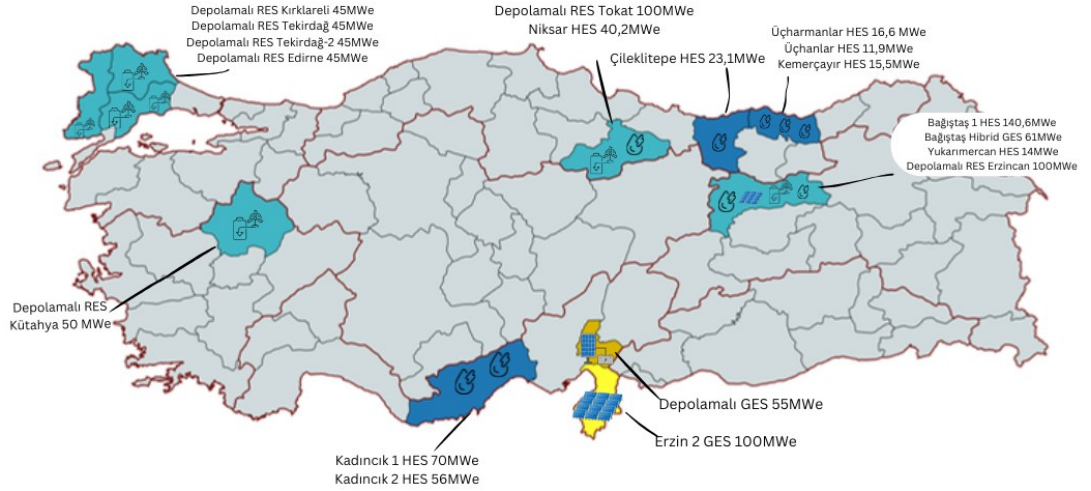 Depolamalı RES Kırklareli 45MWe
Depolamalı RES Tekirdağ 45MWe
Depolamalı RES Tekirdağ-2 45MWe
Depolamalı RES Edirne 45MWe
Depolamalı RES Tokat 100MWe
Niksar HES 40,2MWe
Çileklitepe HES 23,1MWe
Üçharmanlar HES 16,6 MWe
Üçhanlar HES 11,9MWe
Kemerçayır HES 15,5MWe
Bağıştaş 1 HES 140,6MWe
Bağıştaş Hibrid GES 61MWe
Yukarımercan HES 14MWe
Depolamalı RES Erzincan 100MWe
Depolamalı RES
Kütahya 50 MWe
Depolamalı GES 55MWe
Erzin 2 GES 100MWe
Kadıncık 1 HES 70MWe
Kadıncık 2 HES 56MWe